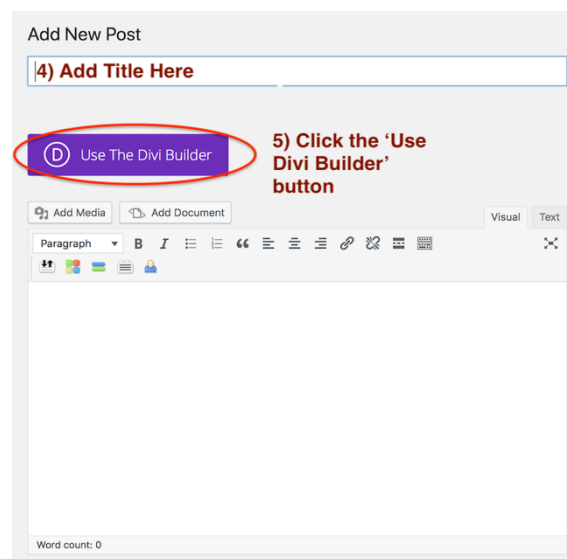 Add New Post
4) Add Title Here
D Use The Divi Builder
5) Click the ‘Use
Divi Builder’
button
Add Media Add Document
Visual Text
Paragraph B I
Word count: 0